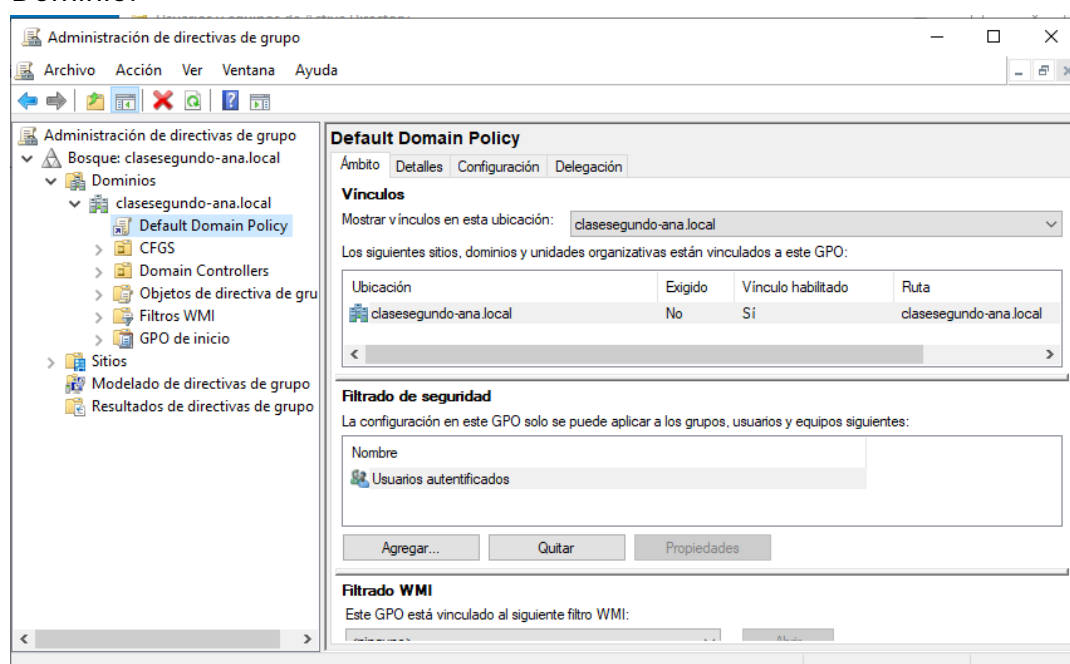 Dominio.
Administración de directivas de grupo
Archivo Acción Ver Ventana Ayuda
Administración de directivas de grupo
Bosque: clasesegundo-ana.local
Dominios
clasesegundo-ana.local
Default Domain Policy
CFGS
Domain Controllers
Objetos de directiva de gru
Filtros WMI
GPO de inicio
Sitios
Modelado de directivas de grupo
Resultados de directivas de grupo
Default Domain Policy
Ámbito Detalles Configuración Delegación
Vínculos
Mostrar vínculos en esta ubicación: clasesegundo-ana.local
Los siguientes sitios, dominios y unidades organizativas están vinculados a este GPO:
Ubicación Exigido Vínculo habilitado Ruta
clasesegundo-ana.local No Sí clasesegundo-ana.local
Filtrado de seguridad
La configuración en este GPO solo se puede aplicar a los grupos, usuarios y equipos siguientes:
Nombre
Usuarios autentificados
Agregar... Quitar Propiedades
Filtrado WMI
Este GPO está vinculado al siguiente filtro WMI: